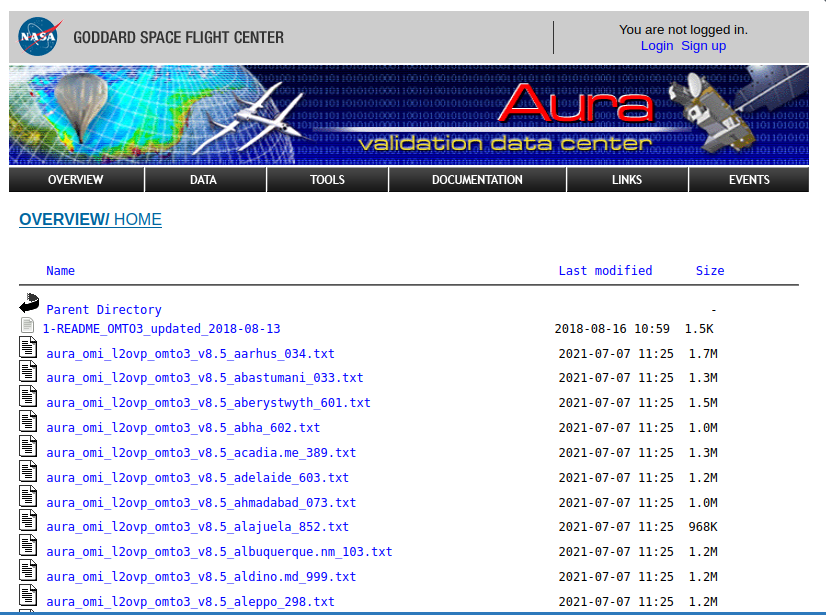 NASA GODDARD SPACE FLIGHT CENTER
You are not logged in.
Login Sign up
Aura
validation data center
OVERVIEW DATA TOOLS DOCUMENTATION LINKS EVENTS
OVERVIEW/ HOME
Name Last modified Size
Parent Directory -
1-README_OMTO3_updated_2018-08-13 2018-08-16 10:59 1.5K
aura_omi_l2ovp_omto3_v8.5_aarhus_034.txt 2021-07-07 11:25 1.7M
aura_omi_l2ovp_omto3_v8.5_abastumani_033.txt 2021-07-07 11:25 1.3M
aura_omi_l2ovp_omto3_v8.5_aberystwyth_601.txt 2021-07-07 11:25 1.5M
aura_omi_l2ovp_omto3_v8.5_abha_602.txt 2021-07-07 11:25 1.0M
aura_omi_l2ovp_omto3_v8.5_acadia.me_389.txt 2021-07-07 11:25 1.3M
aura_omi_l2ovp_omto3_v8.5_adelaide_603.txt 2021-07-07 11:25 1.2M
aura_omi_l2ovp_omto3_v8.5_ahmadabad_073.txt 2021-07-07 11:25 1.0M
aura_omi_l2ovp_omto3_v8.5_alajuela_852.txt 2021-07-07 11:25 968K
aura_omi_l2ovp_omto3_v8.5_albuquerque.nm_103.txt 2021-07-07 11:25 1.2M
aura_omi_l2ovp_omto3_v8.5_aldino.md_999.txt 2021-07-07 11:25 1.2M
aura_omi_l2ovp_omto3_v8.5_aleppo_298.txt 2021-07-07 11:25 1.2M